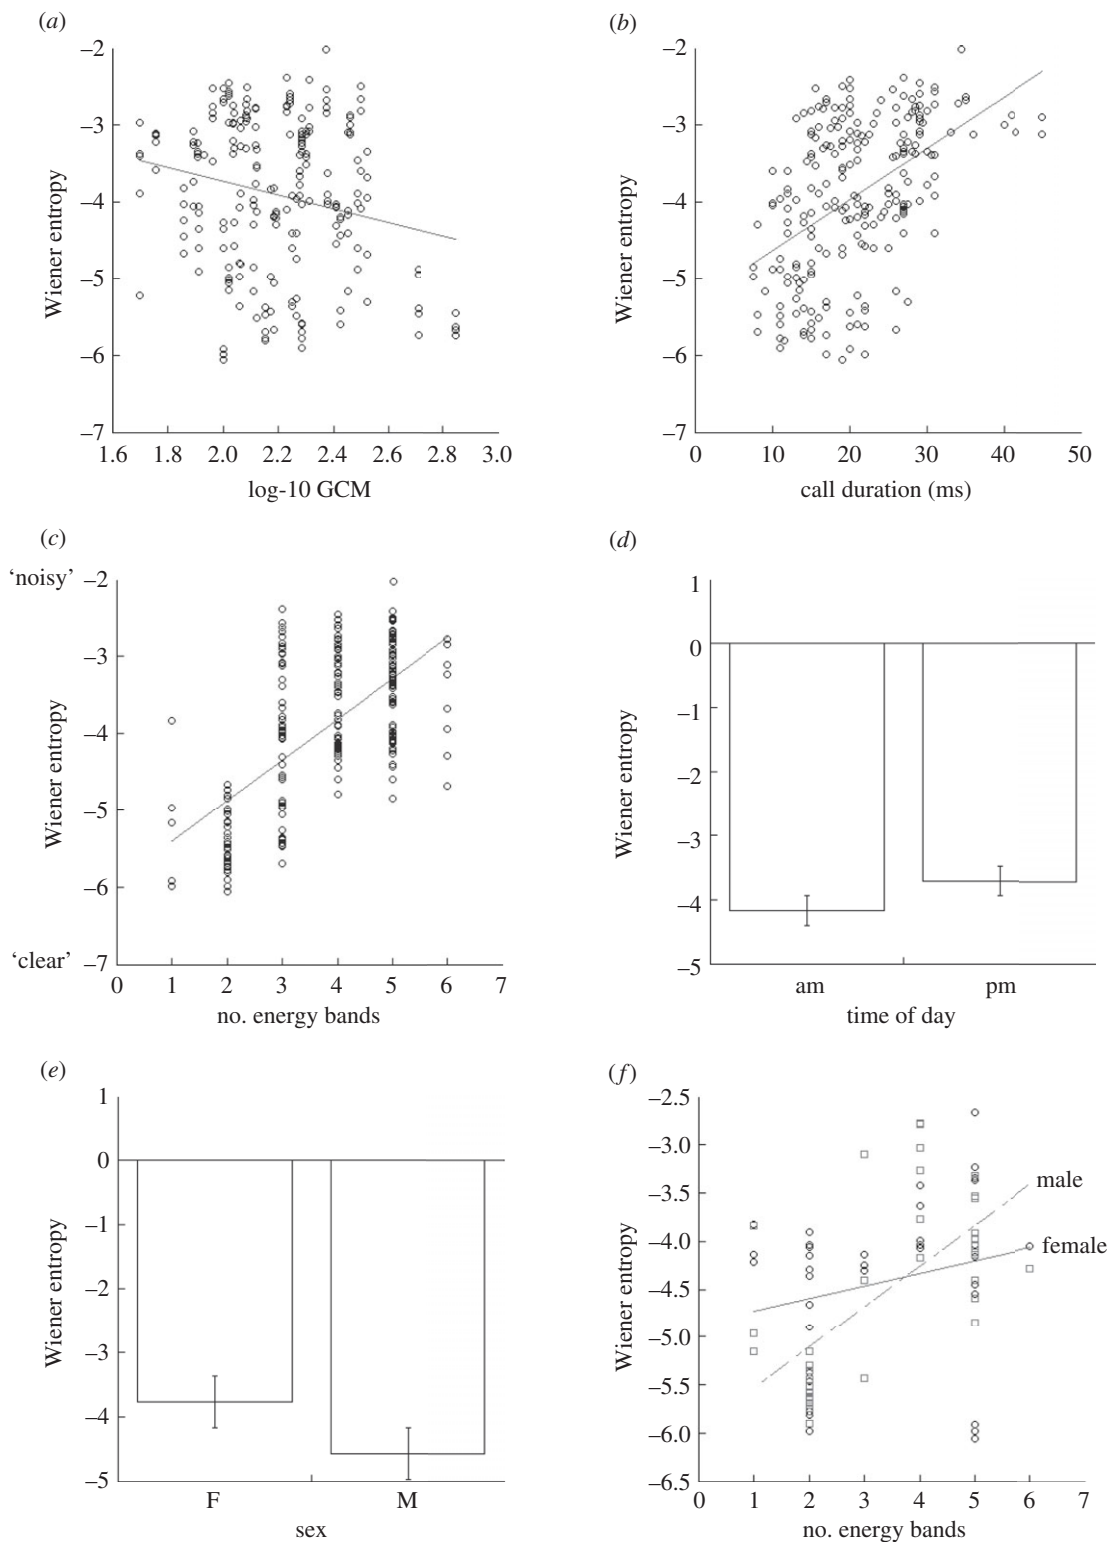 (a)
−2
−3
−4
−5
−6
−7
Wiener entropy
1.6 1.8 2.0 2.2 2.4 2.6 2.8 3.0
log-10 GCM
(b)
−2
−3
−4
−5
−6
−7
Wiener entropy
0 10 20 30 40 50
call duration (ms)
(c)
'noisy'
−2
−3
−4
−5
−6
'clear'
−7
Wiener entropy
0 1 2 3 4 5 6 7
no. energy bands
(d)
1
0
−1
−2
−3
−4
−5
Wiener entropy
am pm
time of day
(e)
1
0
−1
−2
−3
−4
−5
Wiener entropy
F M
sex
(f)
−2.5
−3.0
−3.5
−4.0
−4.5
−5.0
−5.5
−6.0
−6.5
Wiener entropy
male
female
0 1 2 3 4 5 6 7
no. energy bands